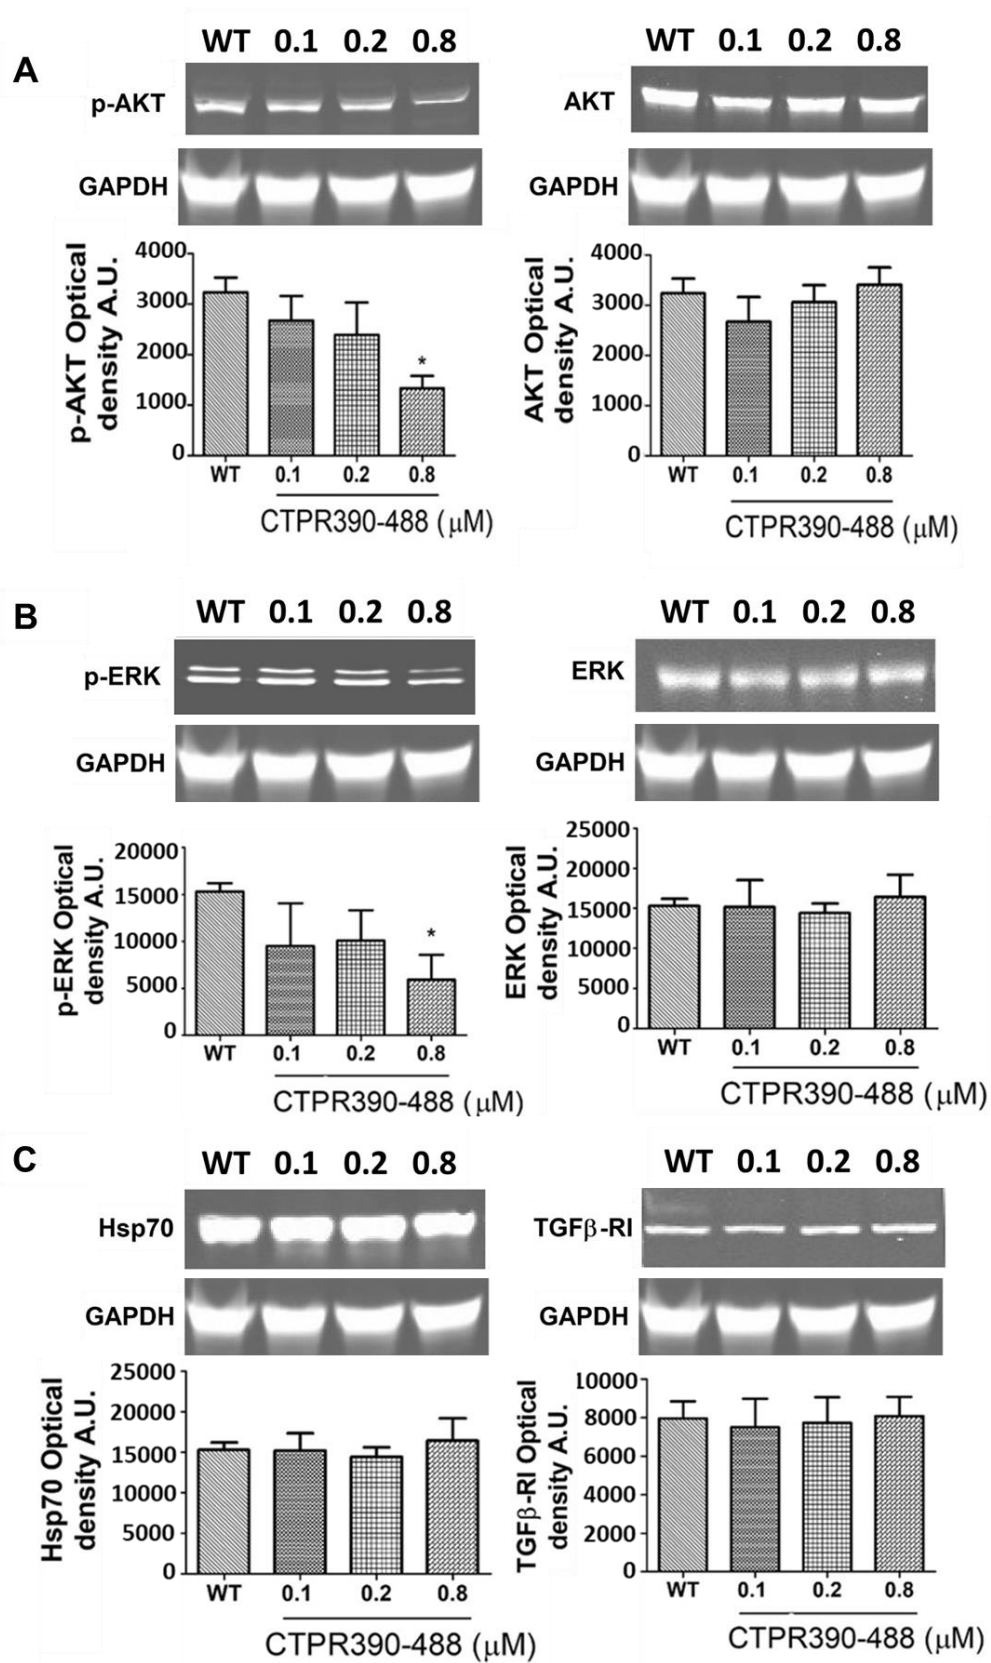 A
WT 0.1 0.2 0.8
p-AKT
GAPDH
p-AKT Optical
density A.U.
4000
3000
2000
1000
0
WT 0.1 0.2 0.8
CTPR390-488 (μM)
*
WT 0.1 0.2 0.8
AKT
GAPDH
AKT Optical
density A.U.
4000
3000
2000
1000
0
WT 0.1 0.2 0.8
CTPR390-488 (μM)
B
WT 0.1 0.2 0.8
p-ERK
GAPDH
p-ERK Optical
density A.U.
20000
15000
10000
5000
0
*
WT 0.1 0.2 0.8
CTPR390-488 (μM)
WT 0.1 0.2 0.8
ERK
GAPDH
ERK Optical
density A.U.
25000
20000
15000
10000
5000
0
WT 0.1 0.2 0.8
CTPR390-488 (μM)
C
WT 0.1 0.2 0.8
Hsp70
GAPDH
Hsp70 Optical
density A.U.
25000
20000
15000
10000
5000
0
WT 0.1 0.2 0.8
CTPR390-488 (μM)
WT 0.1 0.2 0.8
TGFβ-RI
GAPDH
TGFβ-RI Optical
density A.U.
10000
8000
6000
4000
2000
0
WT 0.1 0.2 0.8
CTPR390-488 (μM)